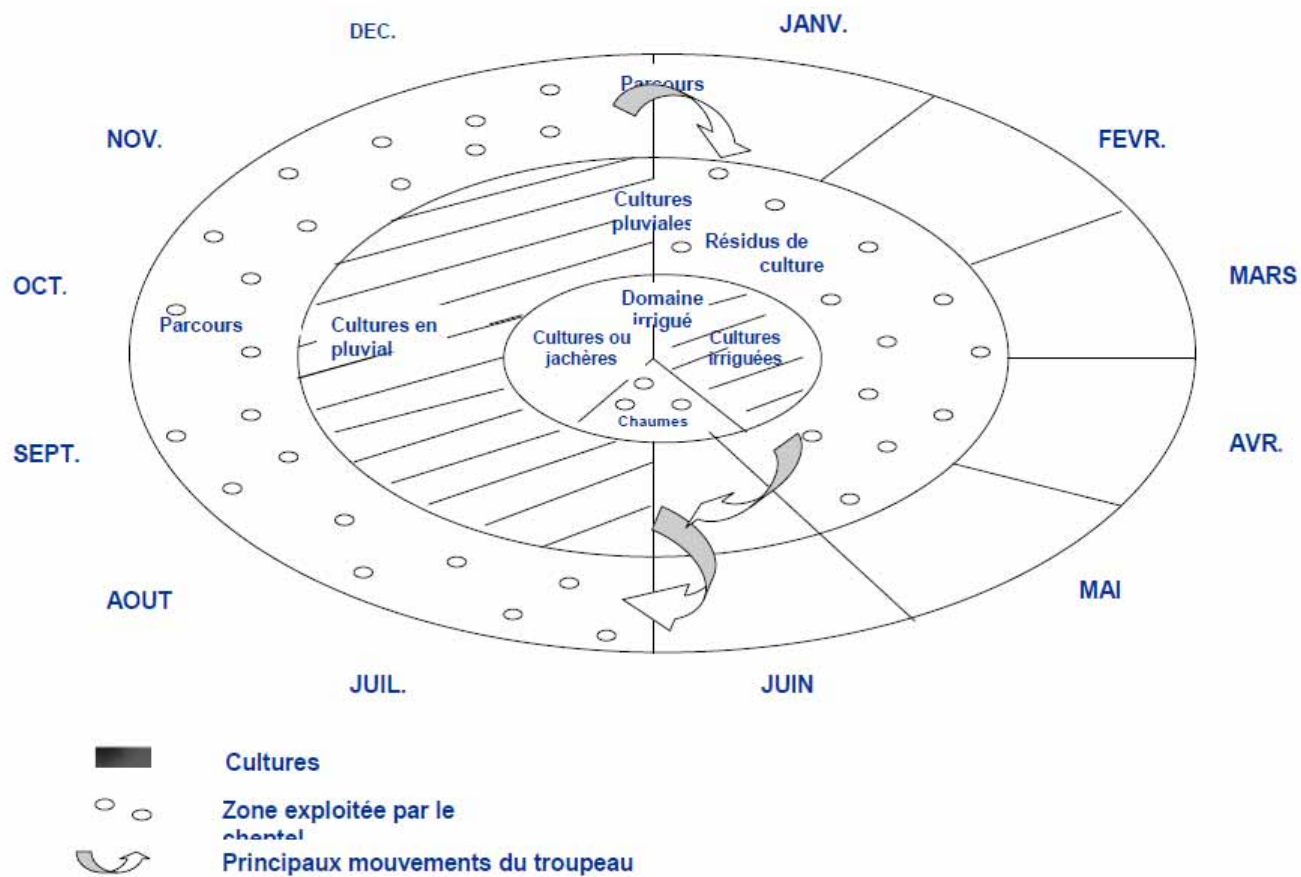 DEC.
JANV.
Parcours
NOV.
FEVR.
Cultures
pluviales
Résidus de
culture
OCT.
MARS
Parcours
Cultures en
pluvial
Domaine
irrigué
Cultures ou
jachères
Cultures
irriguées
Chaumes
SEPT.
AVR.
AOUT
MAI
JUIL.
JUIN
Cultures
Zone exploitée par le
cheptel
Principaux mouvements du troupeau